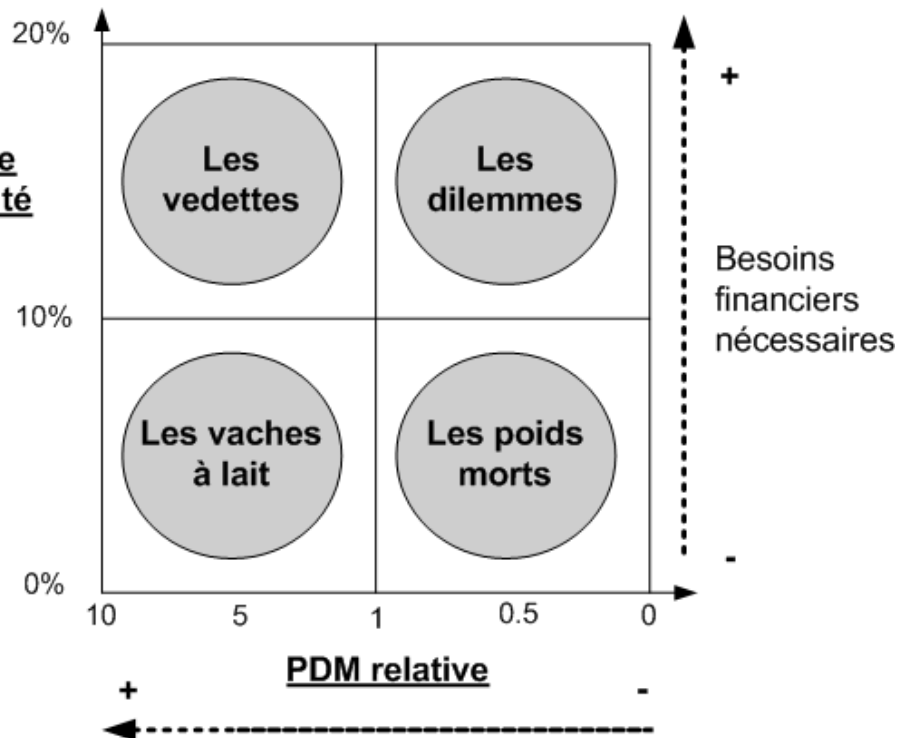 20%
+
Les
vedettes
Les
dilemmes
e
té
Besoins
financiers
nécessaires
10%
Les vaches
à lait
Les poids
morts
-
0%
10 5 1 0.5 0
PDM relative
+ -